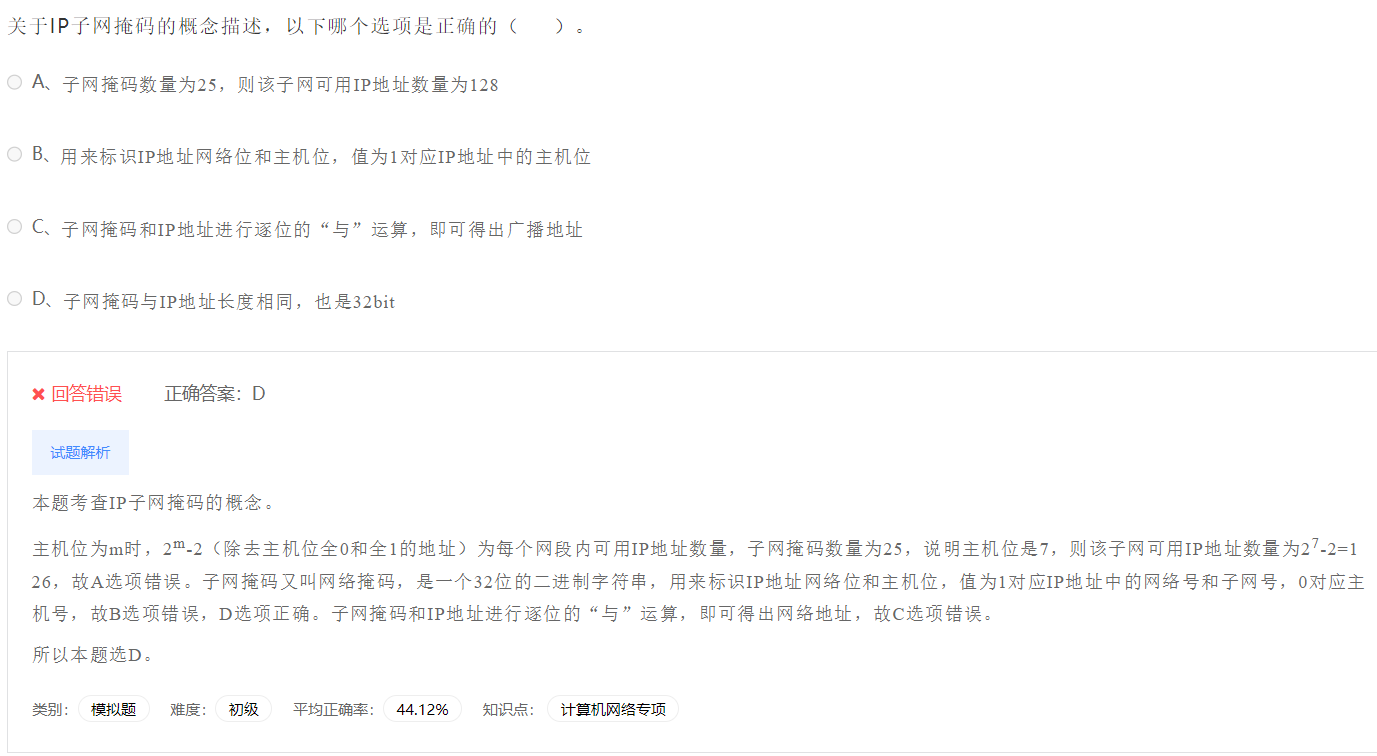 关于IP子网掩码的概念描述，以下哪个选项是正确的（　　）。
A、子网掩码数量为25，则该子网可用IP地址数量为128
B、用来标识IP地址网络位和主机位，值为1对应IP地址中的主机位
C、子网掩码和IP地址进行逐位的“与”运算，即可得出广播地址
D、子网掩码与IP地址长度相同，也是32bit
✖ 回答错误 正确答案：D
试题解析
本题考查IP子网掩码的概念。
主机位为m时，2^m-2（除去主机位全0和全1的地址）为每个网段内可用IP地址数量，子网掩码数量为25，说明主机位是7，则该子网可用IP地址数量为2^7-2=1
26，故A选项错误。子网掩码又叫网络掩码，是一个32位的二进制字符串，用来标识IP地址网络位和主机位，值为1对应IP地址中的网络号和子网号，0对应主
机号，故B选项错误，D选项正确。子网掩码和IP地址进行逐位的“与”运算，即可得出网络地址，故C选项错误。
所以本题选D。
类别： 模拟题 难度： 初级 平均正确率： 44.12% 知识点： 计算机网络专项